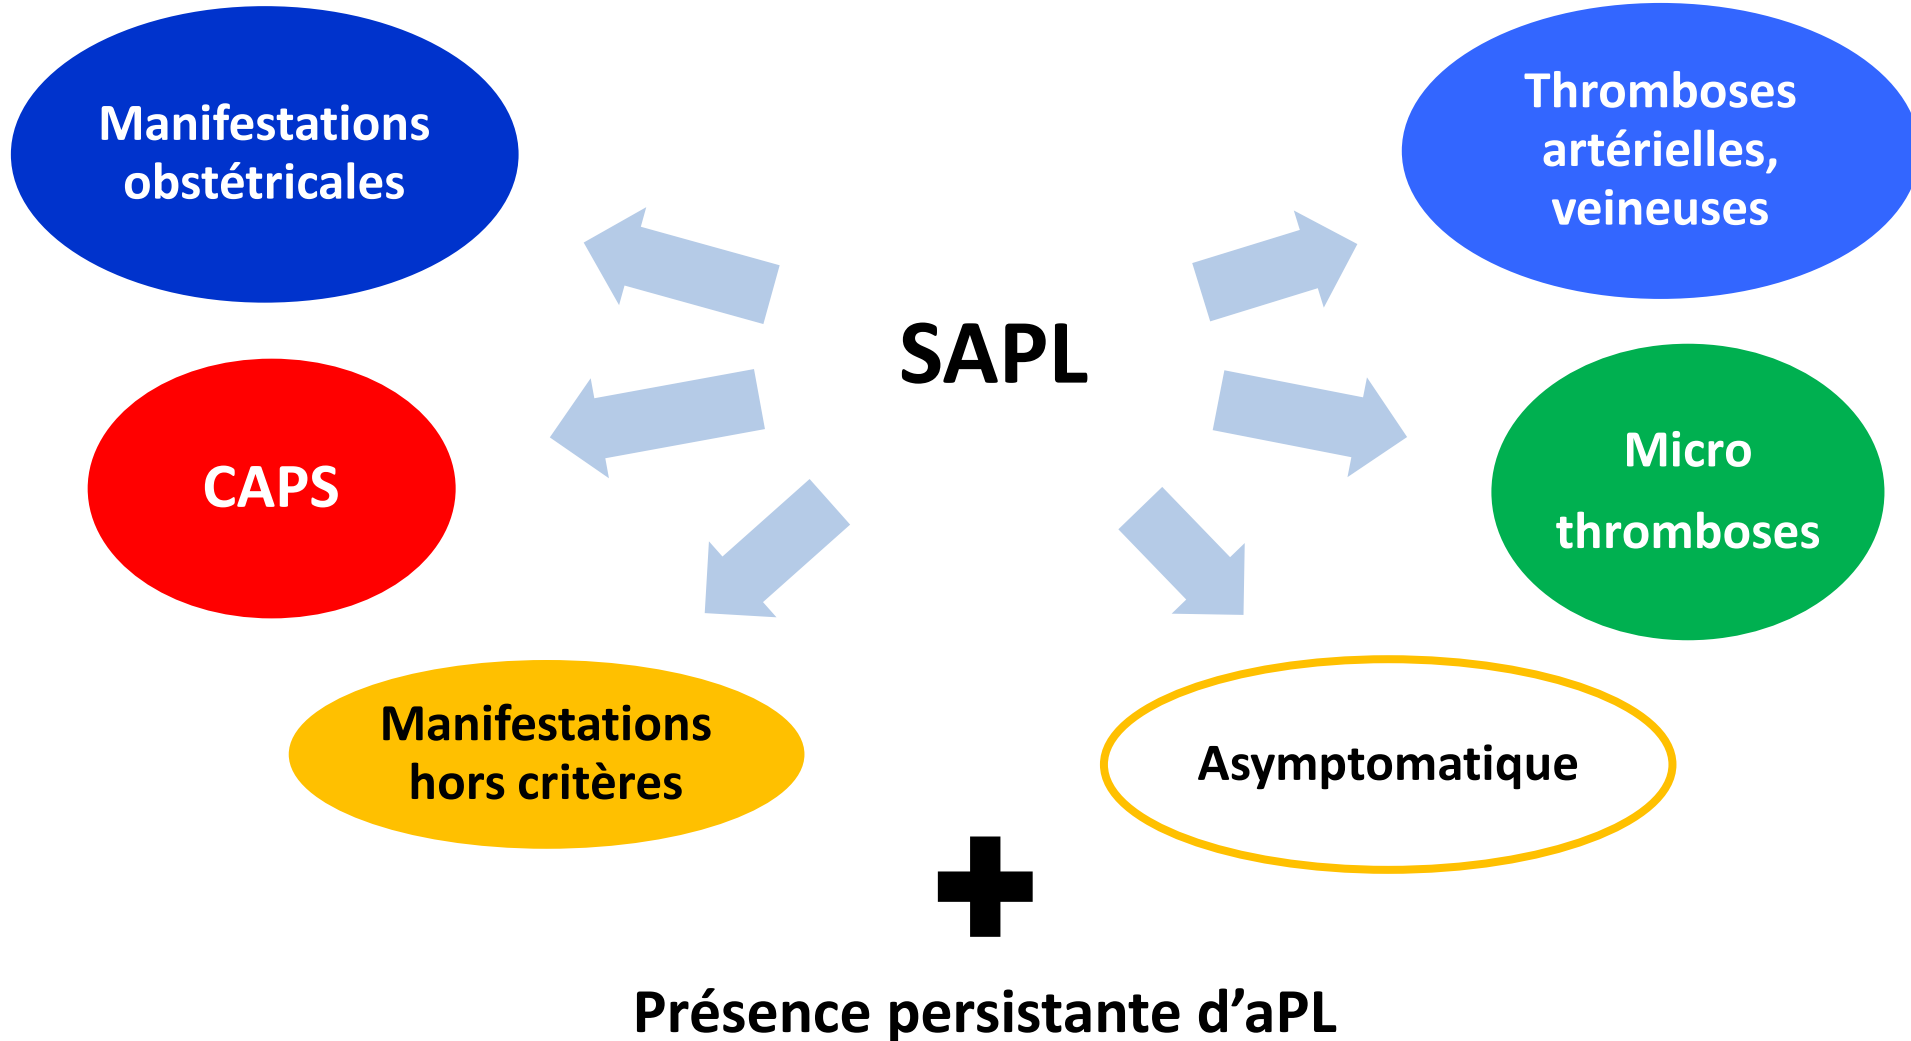 Manifestations
obstétricales
Thromboses
artérielles,
veineuses
SAPL
CAPS
Micro
thromboses
Manifestations
hors critères
Asymptomatique
Présence persistante d’aPL